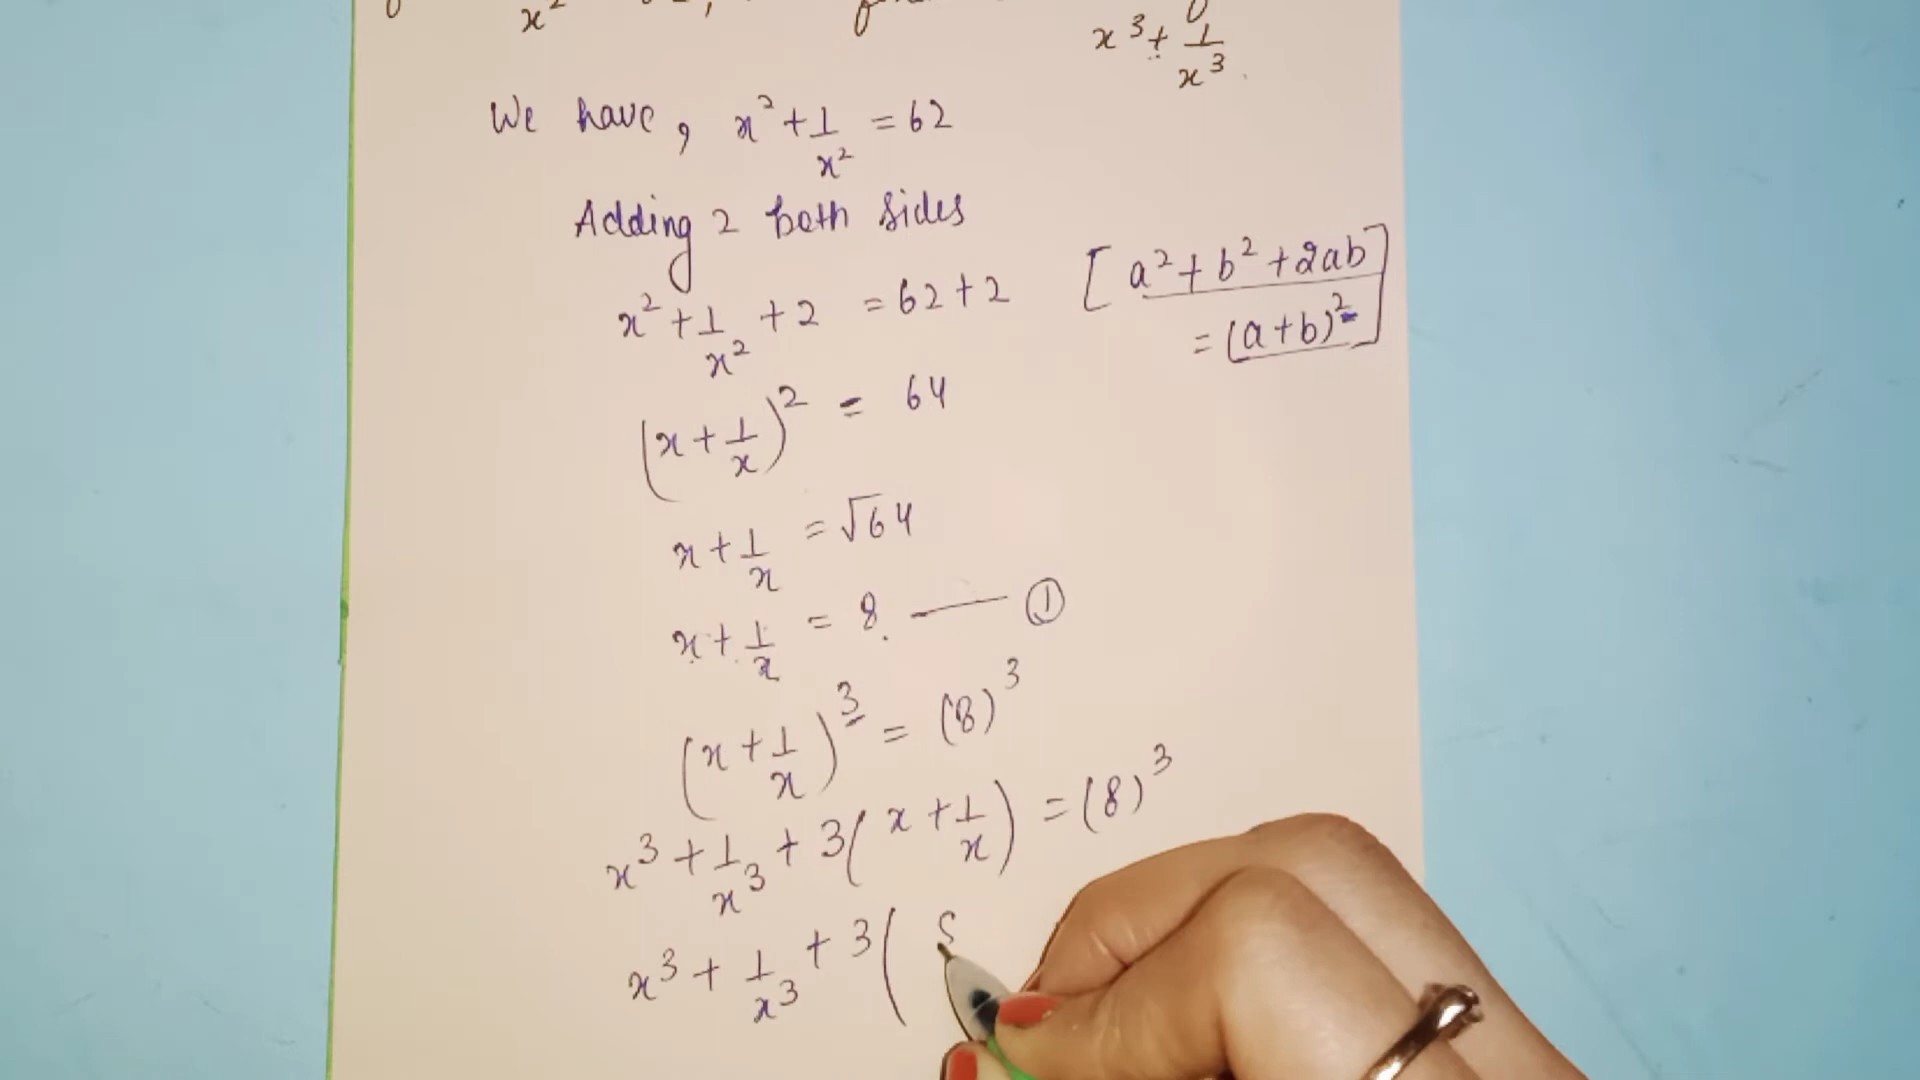 x²
x³ + 1/x³
We have, x² + 1/x² = 62
Adding 2 both sides
x² + 1/x² + 2 = 62 + 2
[a² + b² + 2ab
= (a + b)²]
(x + 1/x)² = 64
x + 1/x = √64
x + 1/x = 8 —— ①
(x + 1/x)³ = (8)³
x³ + 1/x³ + 3(x + 1/x) = (8)³
x³ + 1/x³ + 3(